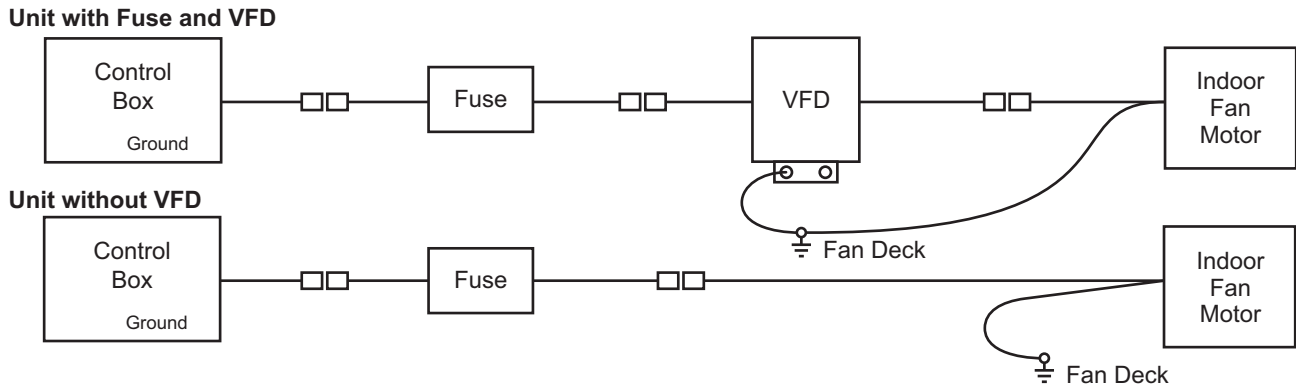 Unit with Fuse and VFD
Control
Box
Ground
Fuse
VFD
Indoor
Fan
Motor
Fan Deck
Unit without VFD
Control
Box
Ground
Fuse
Indoor
Fan
Motor
Fan Deck